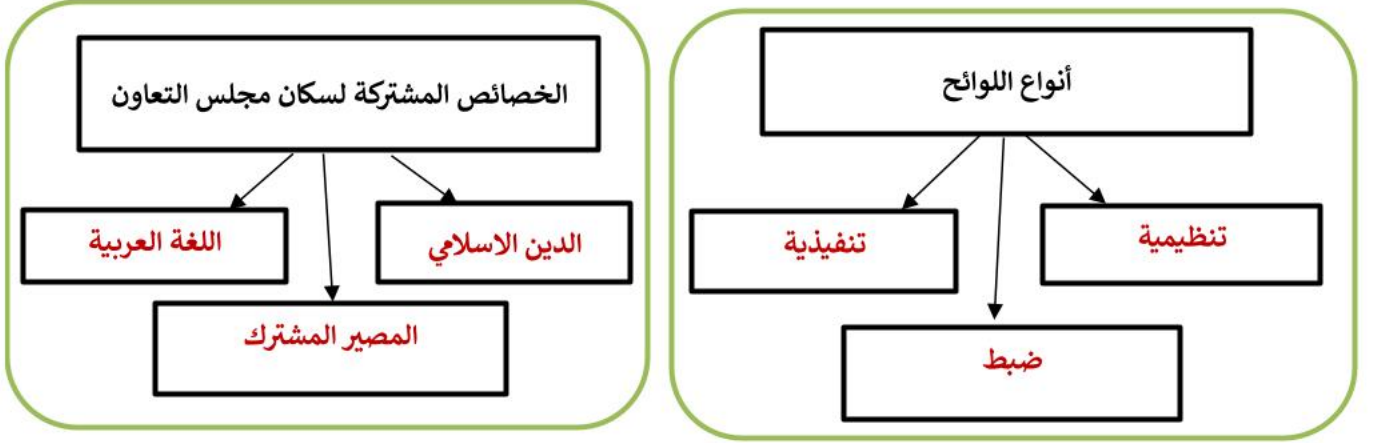 أنواع اللوائح
تنظيمية
تنفيذية
ضبط
الخصائص المشتركة لسكان مجلس التعاون
الدين الاسلامي
اللغة العربية
المصير المشترك